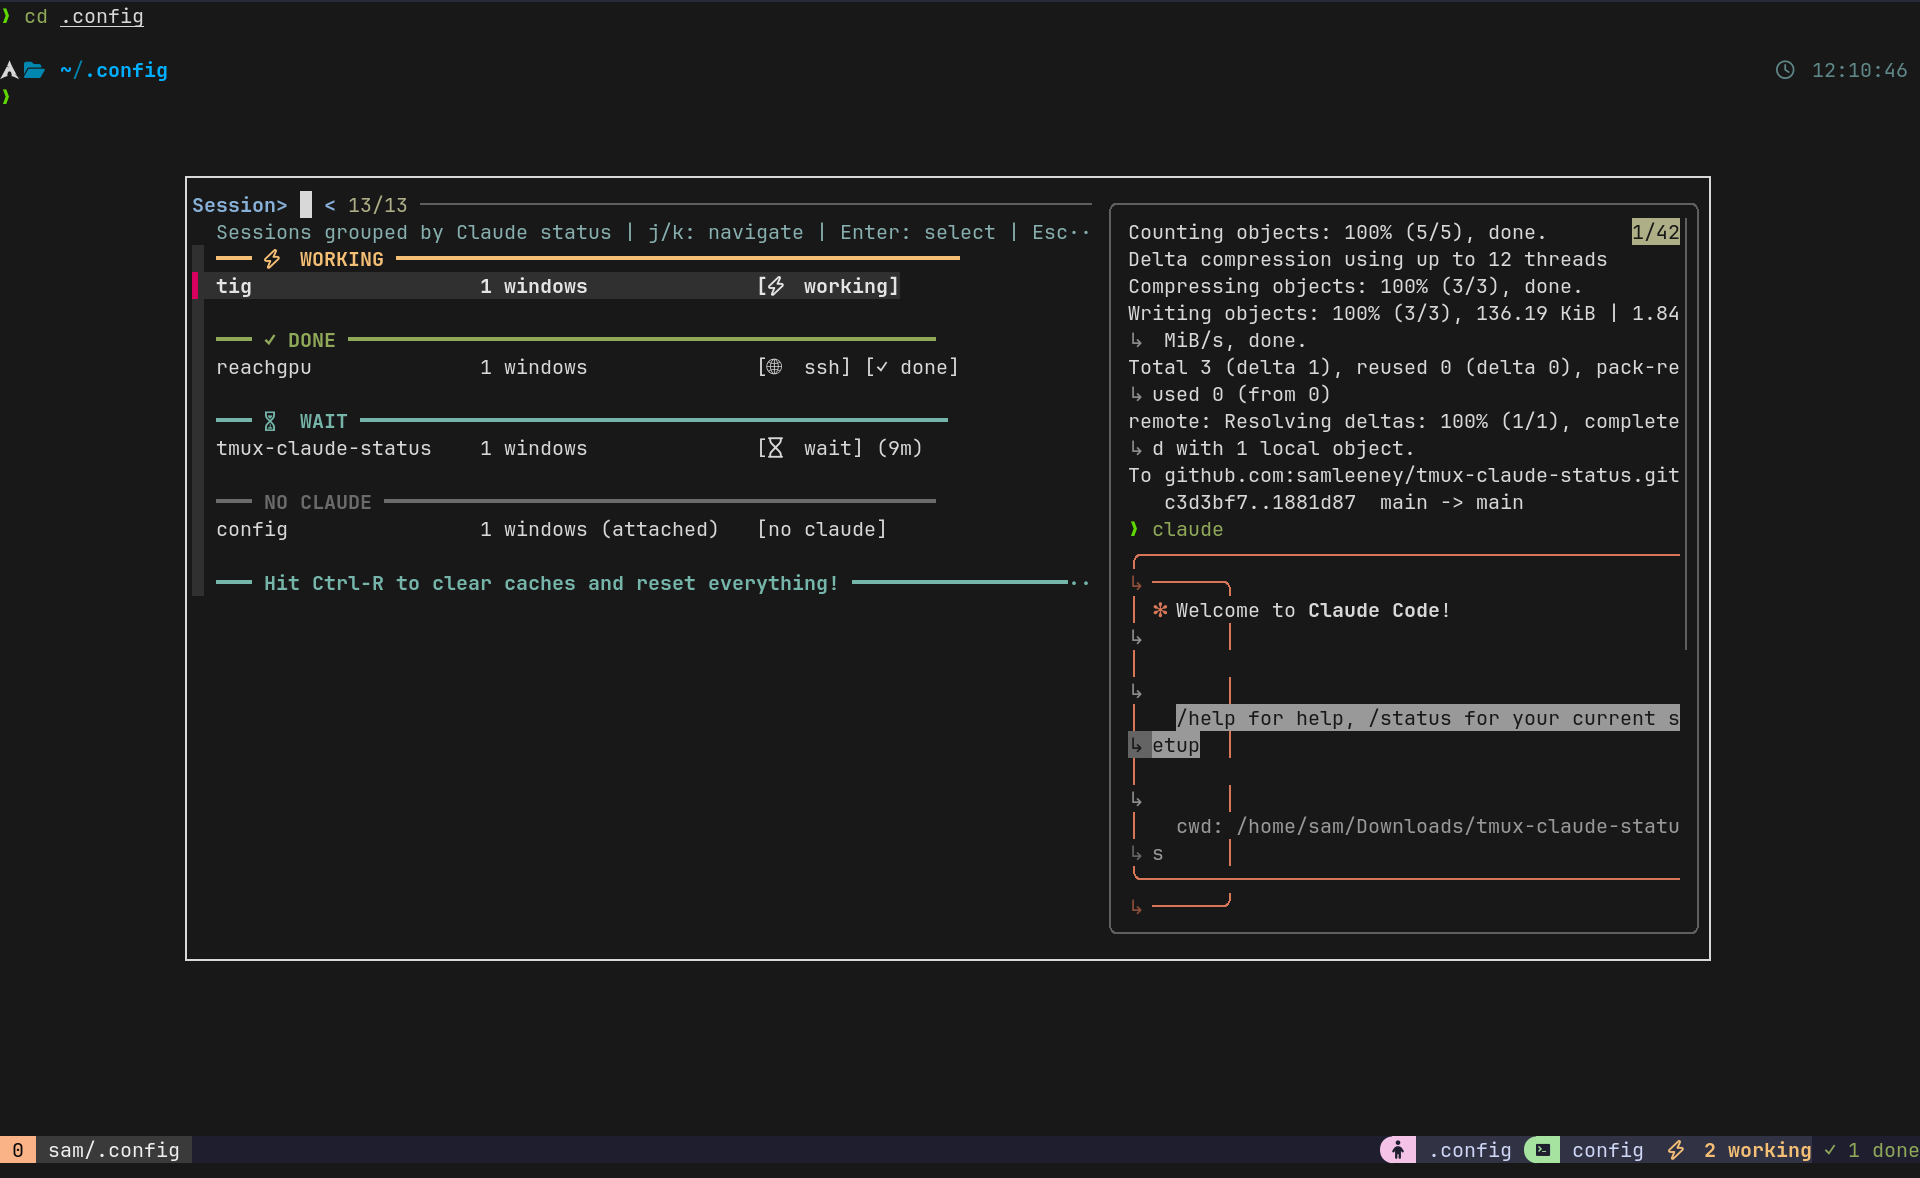 ❯ cd .config
~/.config 12:10:46
❯
Session> < 13/13
Sessions grouped by Claude status | j/k: navigate | Enter: select | Esc··
WORKING
tig 1 windows [⚡ working]
✓ DONE
reachgpu 1 windows [🌐 ssh] [✓ done]
WAIT
tmux-claude-status 1 windows [⏳ wait] (9m)
NO CLAUDE
config 1 windows (attached) [no claude]
Hit Ctrl-R to clear caches and reset everything! ··
Counting objects: 100% (5/5), done. 1/42
Delta compression using up to 12 threads
Compressing objects: 100% (3/3), done.
Writing objects: 100% (3/3), 136.19 KiB | 1.84
↳ MiB/s, done.
Total 3 (delta 1), reused 0 (delta 0), pack-re
↳ used 0 (from 0)
remote: Resolving deltas: 100% (1/1), complete
↳ d with 1 local object.
To github.com:samleeney/tmux-claude-status.git
c3d3bf7..1881d87 main -> main
❯ claude
✻ Welcome to Claude Code!
/help for help, /status for your current s
↳ etup
cwd: /home/sam/Downloads/tmux-claude-statu
↳ s
0 sam/.config .config config ⚡ 2 working ✓ 1 done